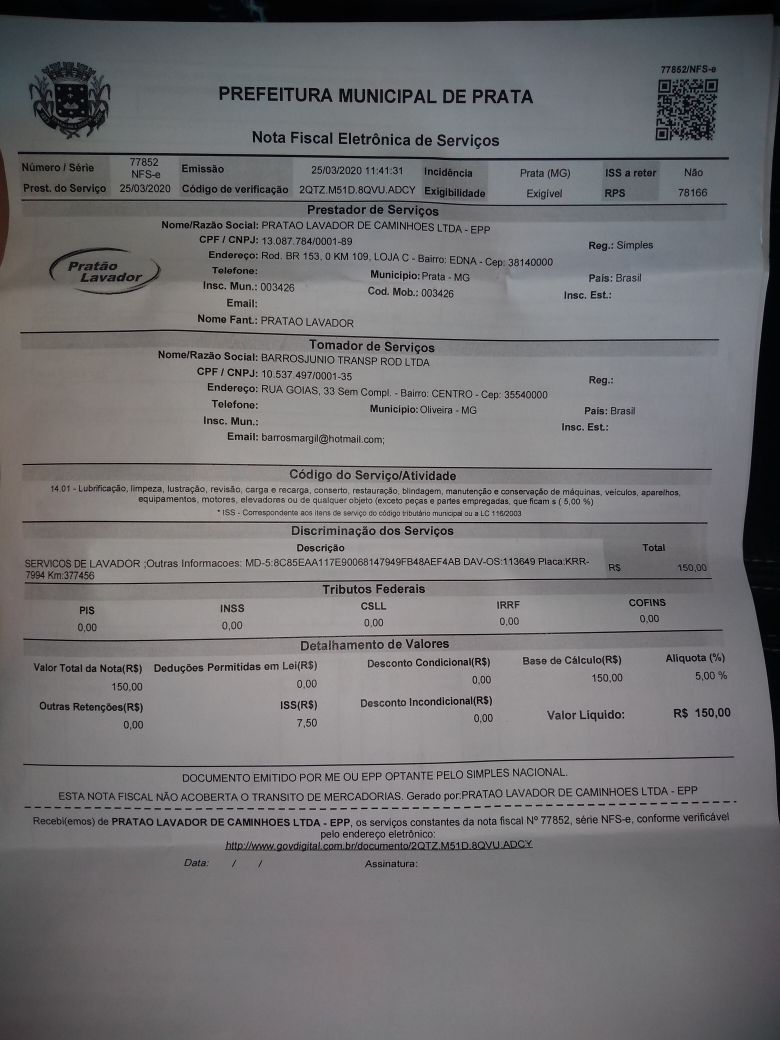 77852/NFS-e
PREFEITURA MUNICIPAL DE PRATA
Nota Fiscal Eletrônica de Serviços
Número / Série 77852 NFS-e Emissão 25/03/2020 11:41:31 Incidência Prata (MG) ISS a reter Não
Prest. do Serviço 25/03/2020 Código de verificação 2QTZ.M51D.8QVU.ADCY Exigibilidade Exigível RPS 78166
Prestador de Serviços
Pratão Lavador
Nome/Razão Social: PRATAO LAVADOR DE CAMINHOES LTDA - EPP
CPF / CNPJ: 13.087.784/0001-89 Reg.: Simples
Endereço: Rod. BR 153, 0 KM 109, LOJA C - Bairro: EDNA - Cep: 38140000
Telefone: Municipio: Prata - MG País: Brasil
Insc. Mun.: 003426 Cod. Mob.: 003426 Insc. Est.:
Email:
Nome Fant.: PRATAO LAVADOR
Tomador de Serviços
Nome/Razão Social: BARROSJUNIO TRANSP ROD LTDA
CPF / CNPJ: 10.537.497/0001-35 Reg.:
Endereço: RUA GOIAS, 33 Sem Compl. - Bairro: CENTRO - Cep: 35540000
Telefone: Município: Oliveira - MG País: Brasil
Insc. Mun.: Insc. Est.:
Email: barrosmargil@hotmail.com;
Código do Serviço/Atividade
14.01 - Lubrificação, limpeza, lustração, revisão, carga e recarga, conserto, restauração, blindagem, manutenção e conservação de máquinas, veículos, aparelhos,
equipamentos, motores, elevadores ou de qualquer objeto (exceto peças e partes empregadas, que ficam s ( 5,00 %)
* ISS - Correspondente aos itens de serviço do código tributário municipal ou a LC 116/2003
Discriminação dos Serviços
Descrição Total
SERVICOS DE LAVADOR ;Outras Informacoes: MD-5:8C85EAA117E90068147949FB48AEF4AB DAV-OS:113649 Placa:KRR- R$ 150,00
7994 Km:377456
Tributos Federais
PIS INSS CSLL IRRF COFINS
0,00 0,00 0,00 0,00 0,00
Detalhamento de Valores
Valor Total da Nota(R$) Deduções Permitidas em Lei(R$) Desconto Condicional(R$) Base de Cálculo(R$) Aliquota (%)
150,00 0,00 0,00 150,00 5,00 %
Outras Retenções(R$) ISS(R$) Desconto Incondicional(R$) Valor Liquido: R$ 150,00
0,00 7,50 0,00
DOCUMENTO EMITIDO POR ME OU EPP OPTANTE PELO SIMPLES NACIONAL.
ESTA NOTA FISCAL NÃO ACOBERTA O TRANSITO DE MERCADORIAS. Gerado por:PRATAO LAVADOR DE CAMINHOES LTDA - EPP
Recebi(emos) de PRATAO LAVADOR DE CAMINHOES LTDA - EPP, os serviços constantes da nota fiscal Nº 77852, série NFS-e, conforme verificável
pelo endereço eletrônico:
http://www.govdigital.com.br/documento/2QTZ.M51D.8QVU.ADCY
Data: / / Assinatura: